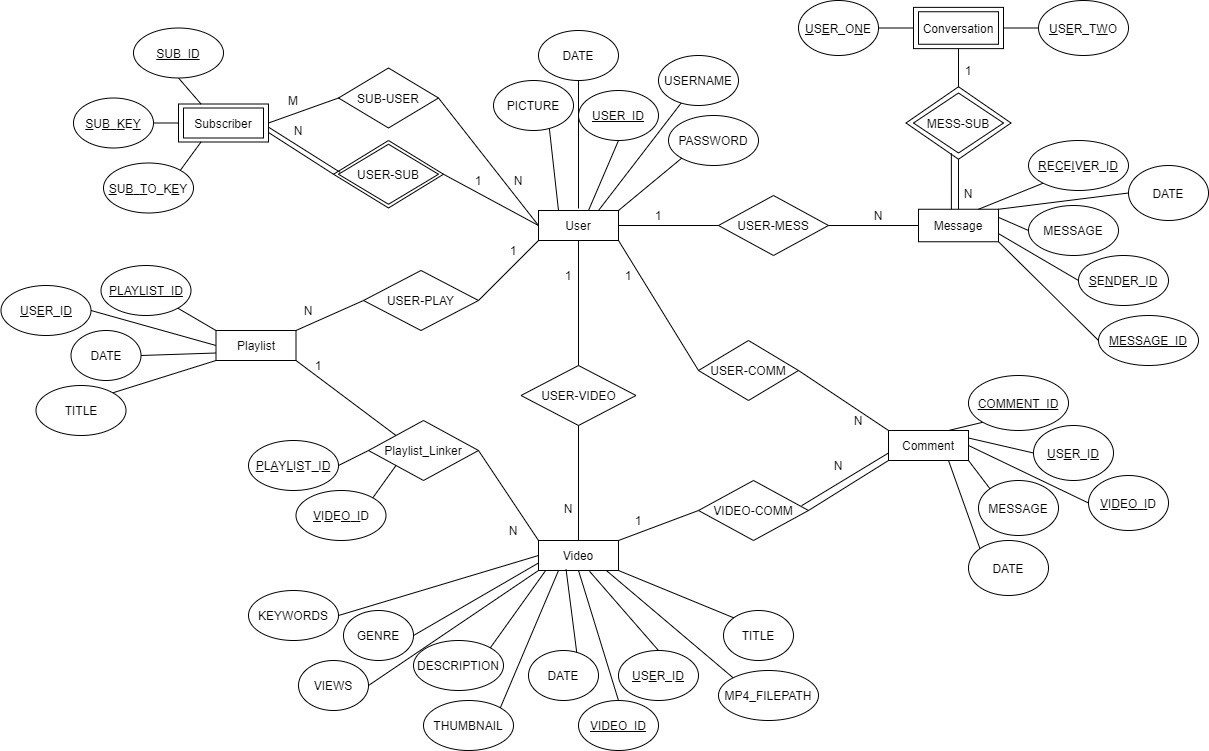 USER_ONE
Conversation
USER_TWO
SUB_ID
DATE
M
SUB-USER
USERNAME
1
PICTURE
SUB_KEY
Subscriber
USER_ID
MESS-SUB
N
PASSWORD
RECEIVER_ID
USER-SUB
SUB_TO_KEY
1
N
N
DATE
1
N
User
USER-MESS
Message
MESSAGE
1
PLAYLIST_ID
1
1
SENDER_ID
USER_ID
N
USER-PLAY
Playlist
MESSAGE_ID
DATE
1
USER-COMM
USER-VIDEO
COMMENT_ID
TITLE
N
Playlist_Linker
Comment
USER_ID
PLAYLIST_ID
N
VIDEO_ID
VIDEO_ID
N
N
1
VIDEO-COMM
MESSAGE
Video
DATE
KEYWORDS
GENRE
TITLE
DESCRIPTION
DATE
USER_ID
VIEWS
MP4_FILEPATH
THUMBNAIL
VIDEO_ID